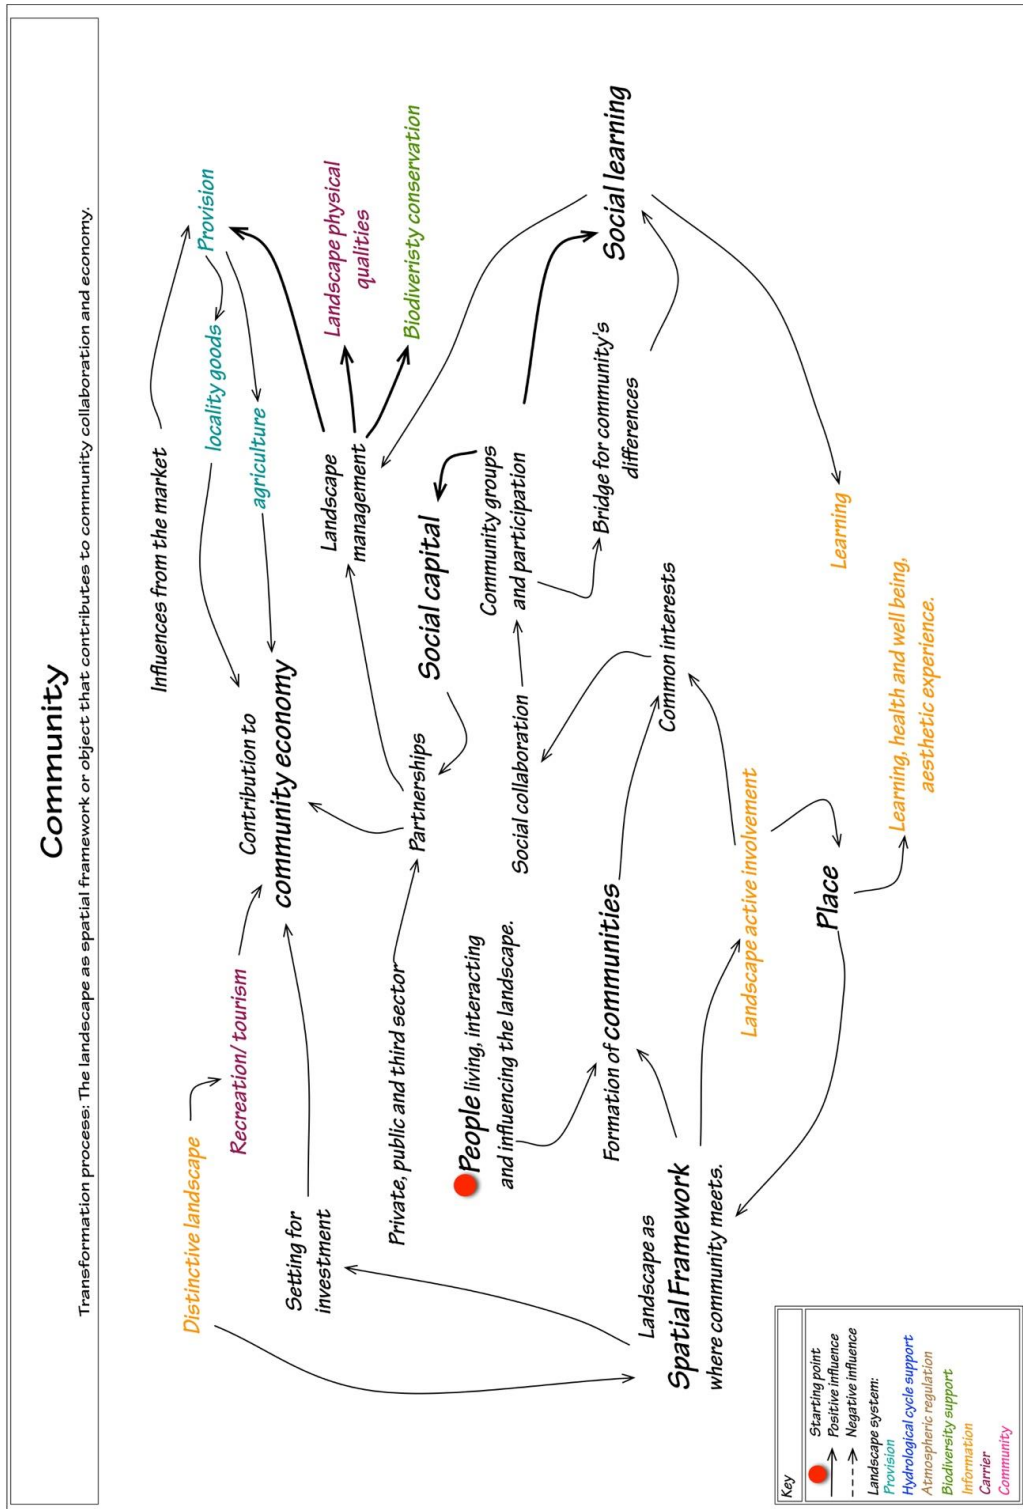 Community
Transformation process: The landscape as spatial framework or object that contributes to community collaboration and economy.
Influences from the market
Provision
locality goods
agriculture
Distinctive landscape
Recreation/ tourism
Contribution to
community economy
Setting for
investment
Landscape
management
Landscape physical
qualities
Biodiveristy conservation
Private, public and third sector
Partnerships
Social capital
People living, interacting
and influencing the landscape.
Social collaboration
Community groups
and participation
Bridge for community's
differences
Social learning
Formation of communities
Common interests
Landscape as
Spatial Framework
where community meets.
Landscape active involvement
Place
Learning
Learning, health and well being,
aesthetic experience.
Key
Starting point
Positive influence
Negative influence
Landscape system:
Provision
Hydrological cycle support
Atmospheric regulation
Biodiversity support
Information
Carrier
Community